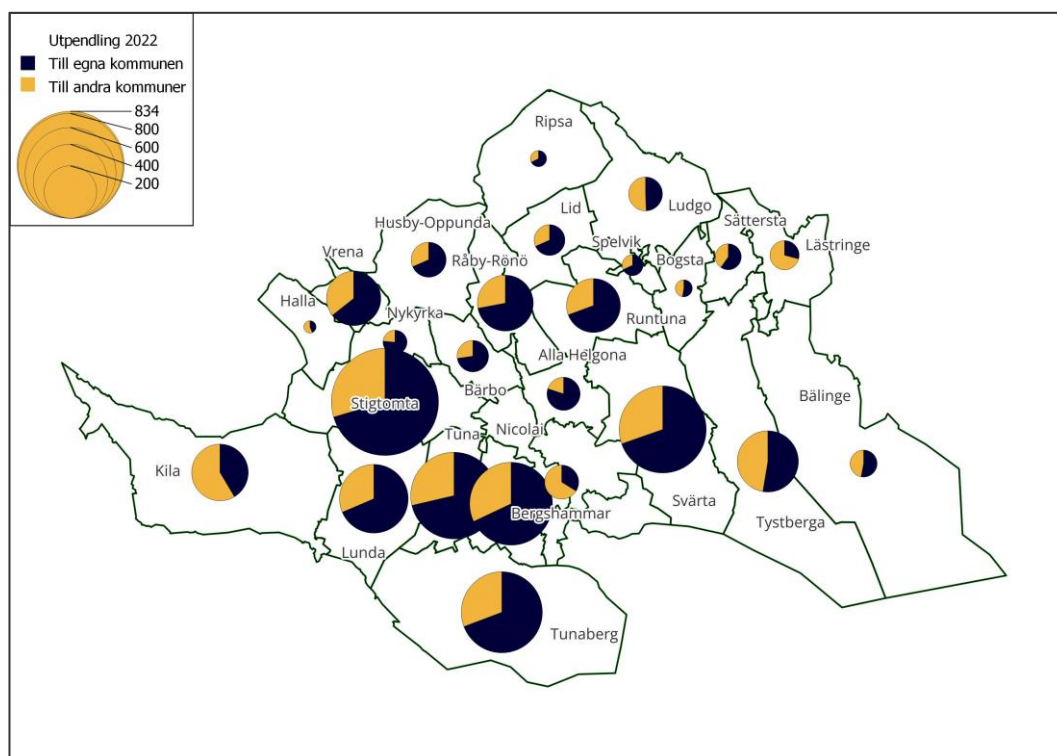 Utpendling 2022
Till egna kommunen
Till andra kommuner
834
800
600
400
200
Ripsa
Lid
Ludgo
Husby-Oppunda
Sättersta
Lästringe
Spelvik
Vrena
Råby-Rönö
Bogsta
Halla
Nykyrka
Runtuna
Alla Helgona
Bärbo
Bälinge
Stigtomta
Nicolai
Tuna
Kila
Svärta
Bergshammar
Tystberga
Lunda
Tunaberg